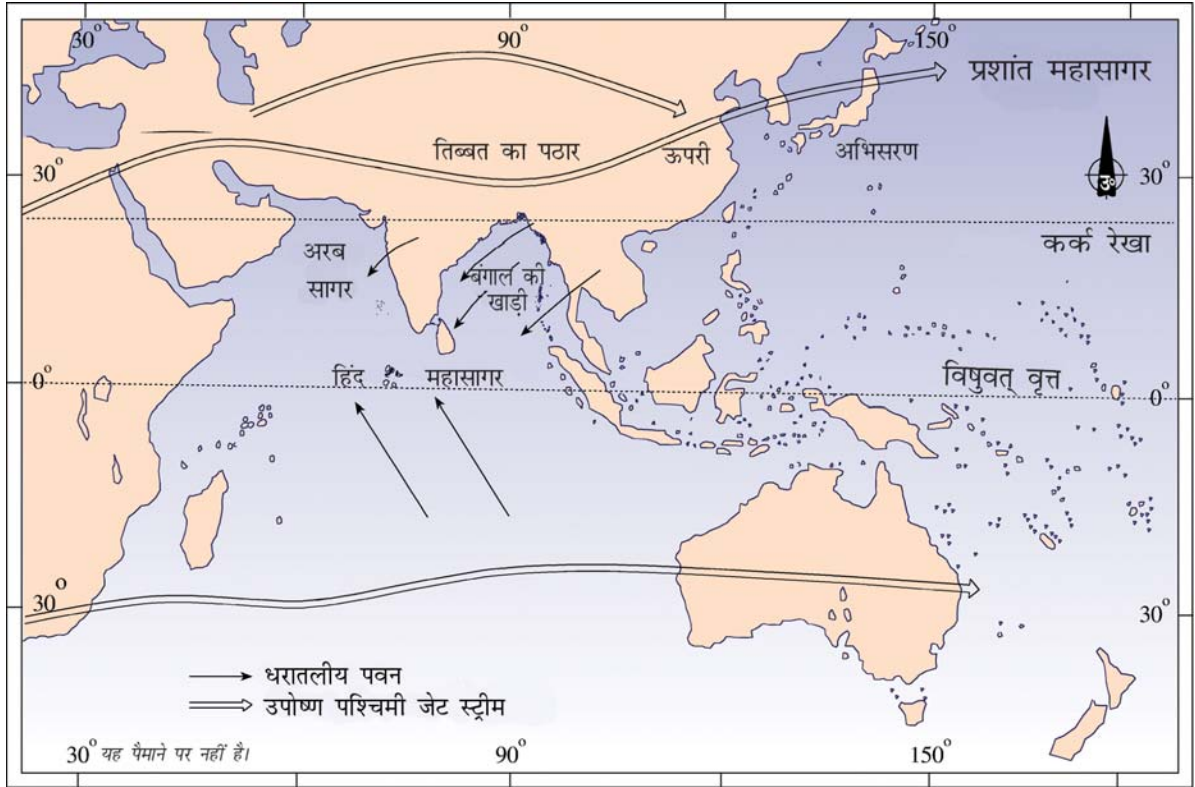 30° 90° 150°
प्रशांत महासागर
तिब्बत का पठार ऊपरी अभिसरण
30° 30°
उ॰
कर्क रेखा
अरब
सागर
बंगाल की
खाड़ी
हिंद महासागर
विषुवत् वृत्त
0° 0°
30° 30°
धरातलीय पवन
उपोष्ण पश्चिमी जेट स्ट्रीम
30° यह पैमाने पर नहीं है। 90° 150°